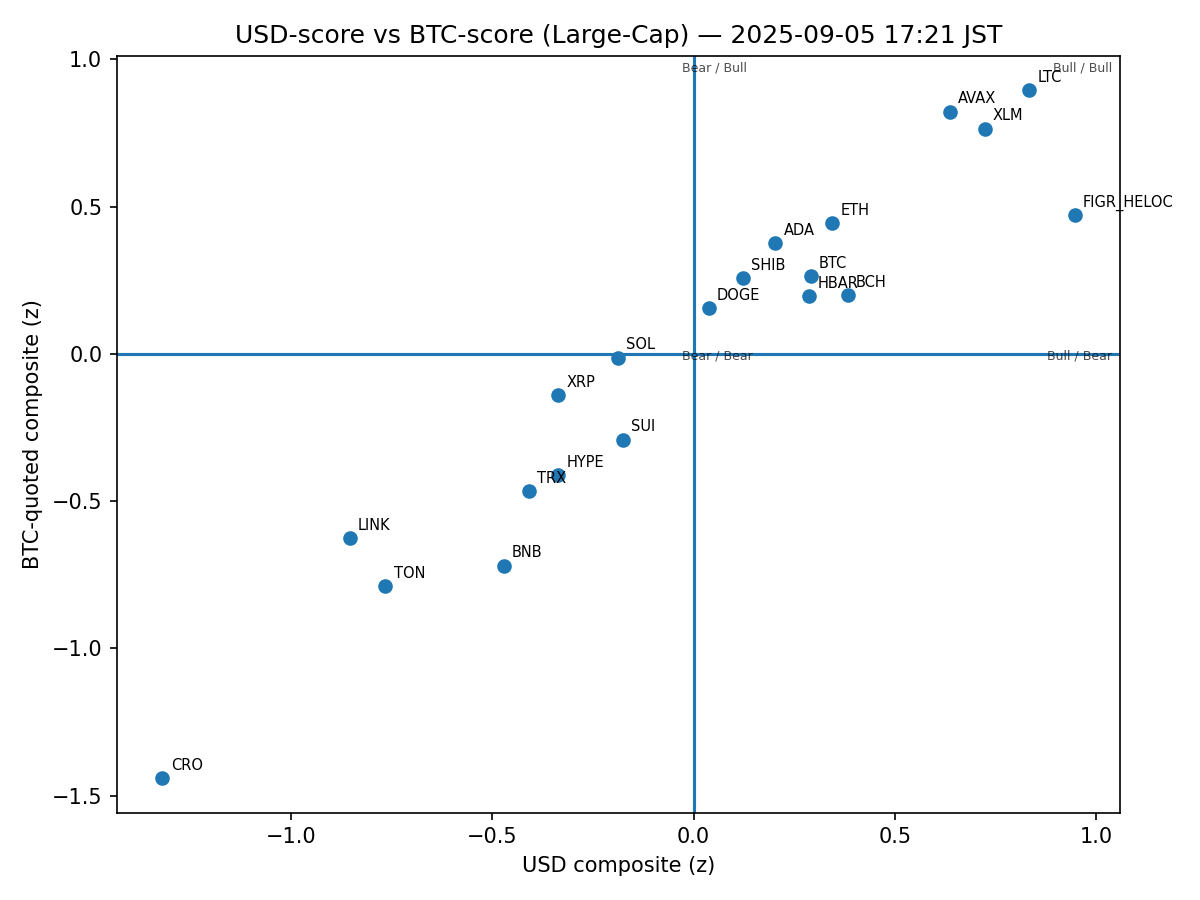 USD-score vs BTC-score (Large-Cap) — 2025-09-05 17:21 JST
1.0
Bear / Bull
Bull / Bull
LTC
AVAX
XLM
0.5
FIGR_HELOC
ETH
ADA
SHIB
BTC
HBAR
BCH
DOGE
0.0
SOL
Bear / Bear
Bull / Bear
XRP
SUI
HYPE
TRX
−0.5
LINK
BNB
TON
−1.0
CRO
−1.5
BTC-quoted composite (z)
−1.0
−0.5
0.0
0.5
1.0
USD composite (z)